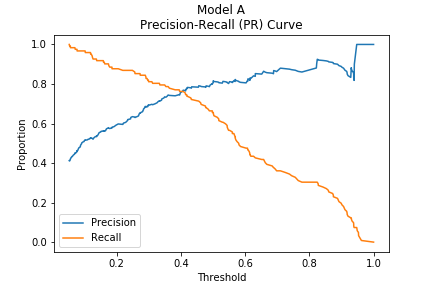 Model A
Precision-Recall (PR) Curve
1.0
0.8
0.6
0.4
0.2
0.0
Proportion
Precision
Recall
0.2 0.4 0.6 0.8 1.0
Threshold